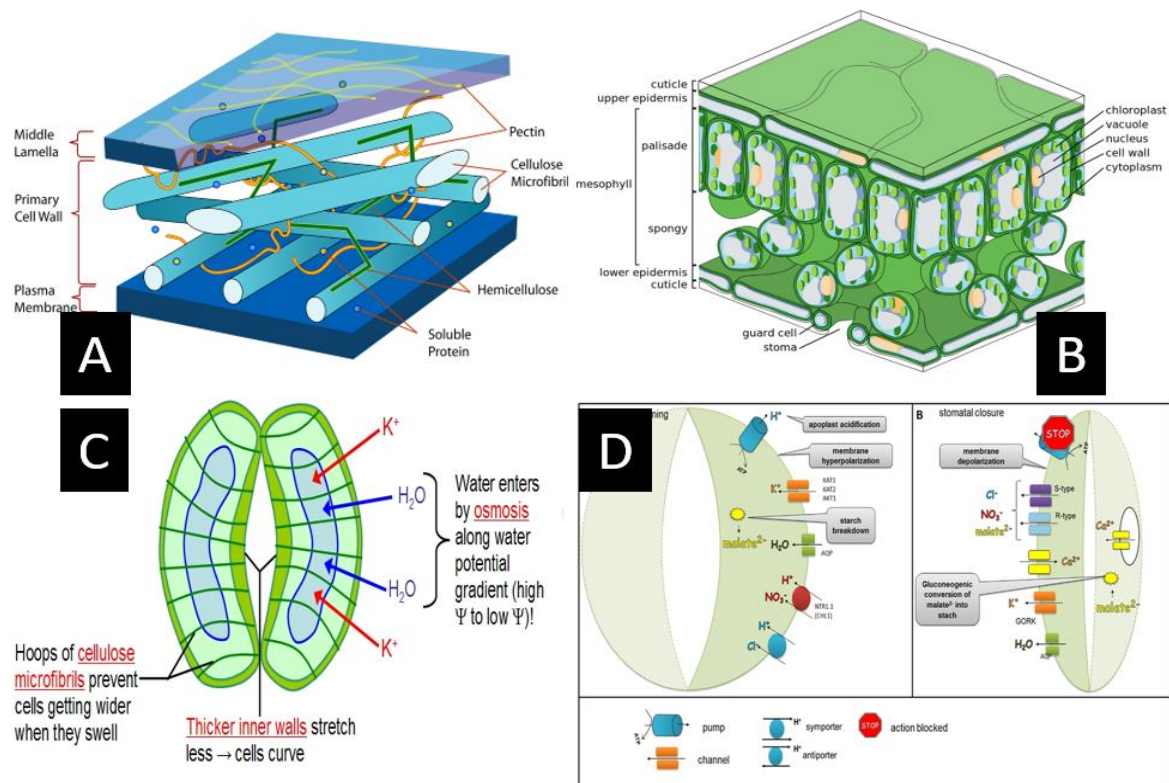 Middle
Lamella
Primary
Cell Wall
Plasma
Membrane
Pectin
Cellulose
Microfibril
Hemicellulose
Soluble
Protein
A
cuticle
upper epidermis
palisade
mesophyll
spongy
lower epidermis
cuticle
guard cell
stoma
chloroplast
vacuole
nucleus
cell wall
cytoplasm
B
C
K+
H₂O
H₂O
K+
Water enters
by osmosis
along water
potential
gradient (high
Ψ to low Ψ)!
Hoops of cellulose
microfibrils prevent
cells getting wider
when they swell
Thicker inner walls stretch
less → cells curve
D
ning
H+
ATP
apoplast acidification
membrane
hyperpolarization
K+
KAT1
KAT2
AKT1
starch
breakdown
malate²-
H₂O
AQP
H+
NO₃-
NTR1.1
(CHL1)
H+
Cl-
B stomatal closure
STOP
ATP
membrane
depolarization
S-type
Cl-
NO₃-
R-type
malate²-
Ca²+
Ca²+
Gluconeogenic
conversion of
malate²- into
stach
malate²-
K+
GORK
H₂O
AQP
ATP
pump
channel
H+
symporter
H+
antiporter
STOP
action blocked